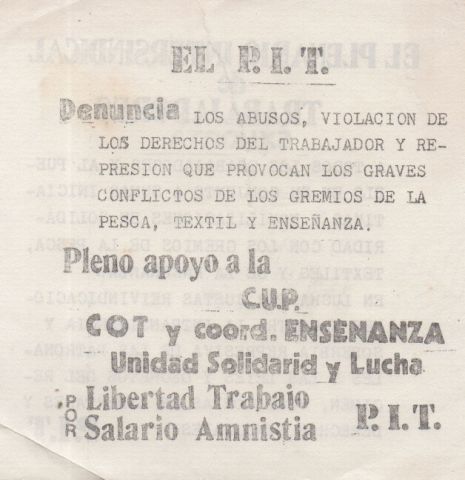 EL P.I.T.
Denuncia LOS ABUSOS, VIOLACION DE
LOS DERECHOS DEL TRABAJADOR Y RE-
PRESION QUE PROVOCAN LOS GRAVES
CONFLICTOS DE LOS GREMIOS DE LA
PESCA, TEXTIL Y ENSEÑANZA.
Pleno apoyo a la
C.U.P.
COT y coord. ENSENANZA
Unidad Solidarid y Lucha
POR Libertad Trabaio
Salario Amnistia P.I.T.